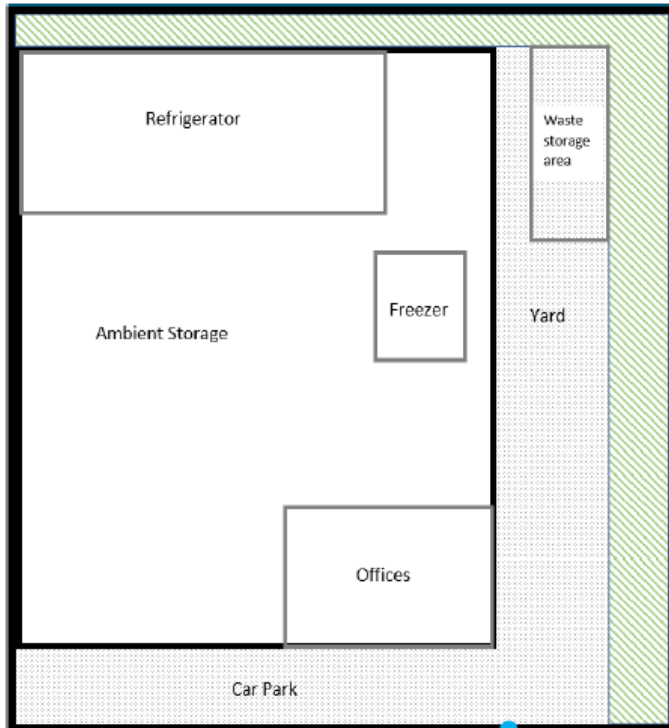 Refrigerator
Waste
storage
area
Freezer
Yard
Ambient Storage
Offices
Car Park